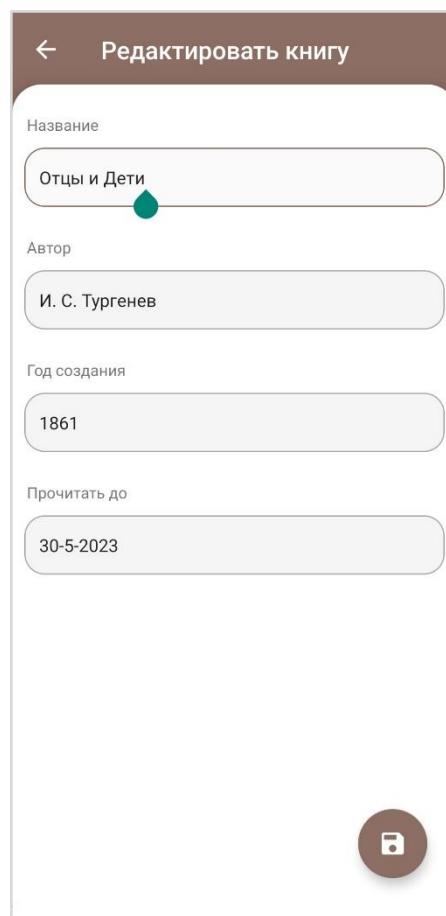 Редактировать книгу
Название
Отцы и Дети
Автор
И. С. Тургенев
Год создания
1861
Прочитать до
30-5-2023